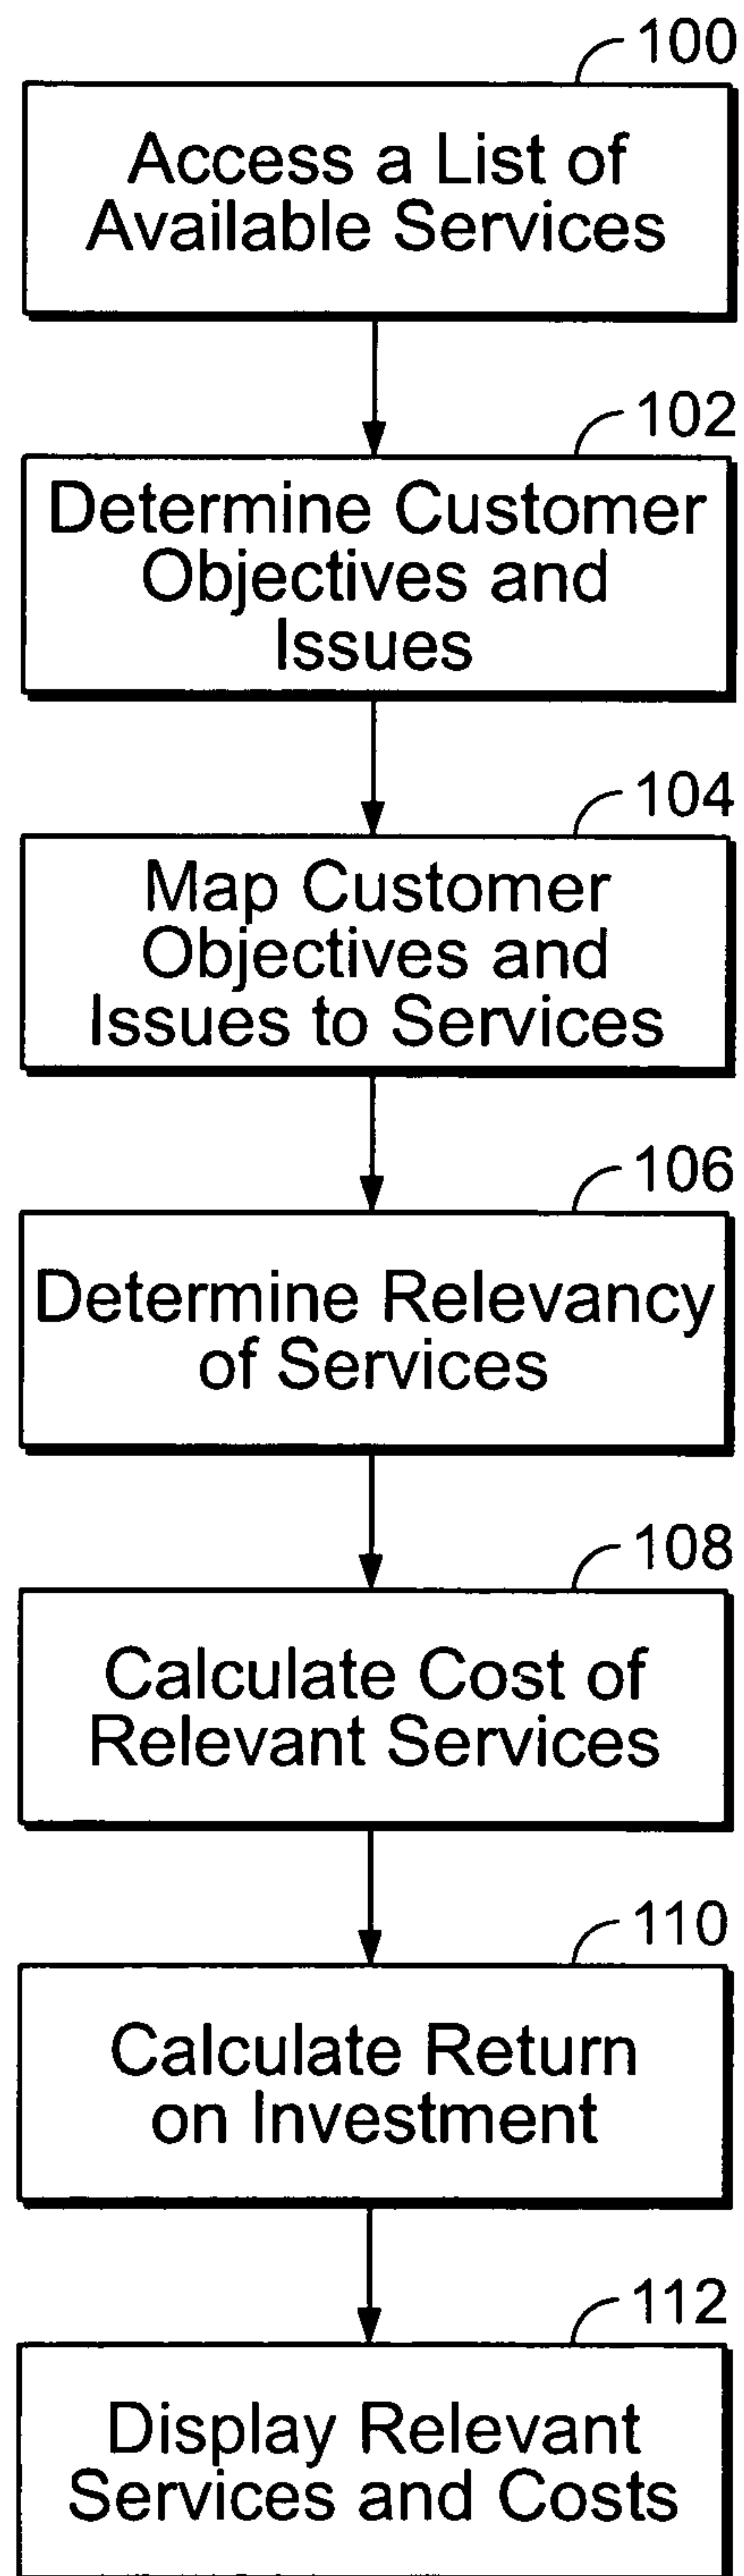 100
Access a List of
Available Services
102
Determine Customer
Objectives and
Issues
104
Map Customer
Objectives and
Issues to Services
106
Determine Relevancy
of Services
108
Calculate Cost of
Relevant Services
110
Calculate Return
on Investment
112
Display Relevant
Services and Costs